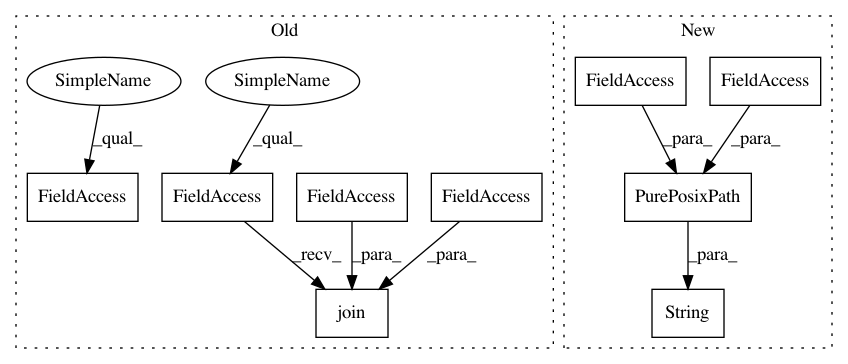 Old
New
SimpleName
SimpleName
FieldAccess
FieldAccess
_qual_
_qual_
_para_
_para_
FieldAccess
FieldAccess
FieldAccess
FieldAccess
PurePosixPath
_recv_
_para_
_para_
_para_
join
String